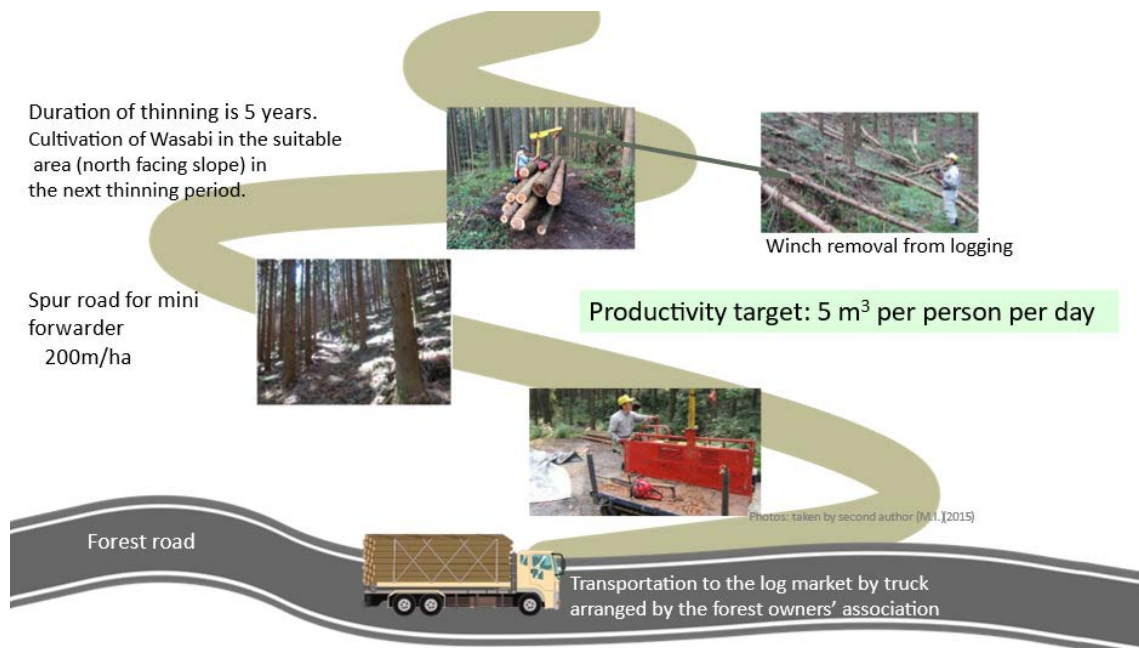 Duration of thinning is 5 years.
Cultivation of Wasabi in the suitable
area (north facing slope) in
the next thinning period.
Winch removal from logging
Spur road for mini
forwarder
200m/ha
Productivity target: 5 m³ per person per day
Photos: taken by second author (M.I.)(2015)
Forest road
Transportation to the log market by truck
arranged by the forest owners’ association